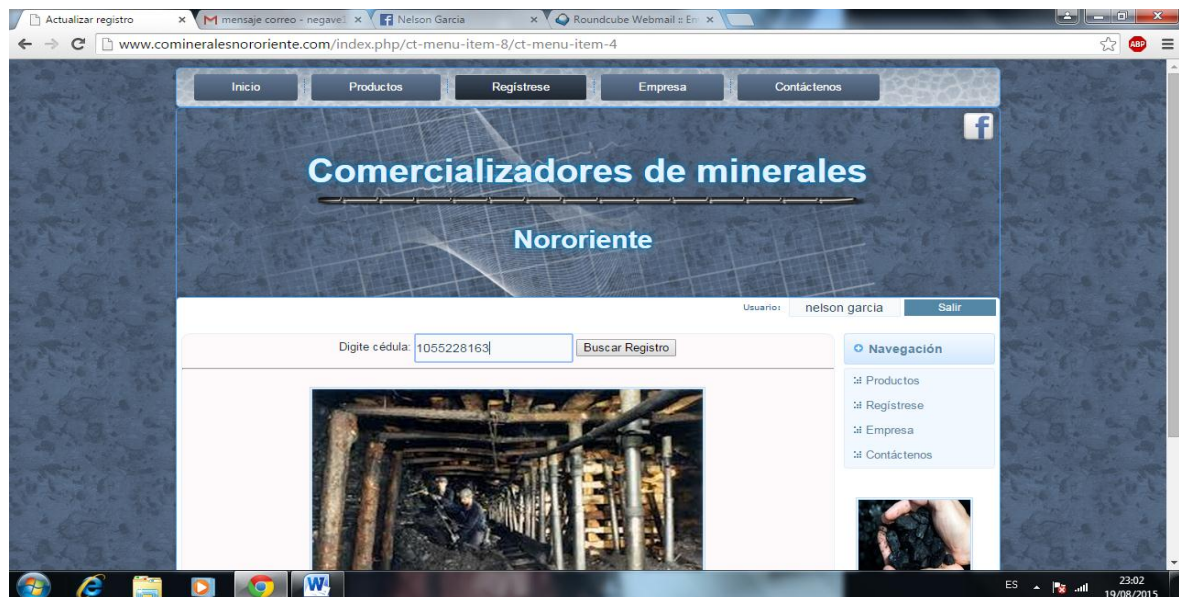 Actualizar registro
mensaje correo - negave
Nelson Garcia
Roundcube Webmail :: En
www.comineralesnororiente.com/index.php/ct-menu-item-8/ct-menu-item-4
ABP
Inicio Productos Regístrese Empresa Contáctenos
f
Comercializadores de minerales
Nororiente
Usuario: nelson garcia Salir
Digite cédula: 1055228163 Buscar Registro
Navegación
Productos
Regístrese
Empresa
Contáctenos
ES 23:02
19/08/2015